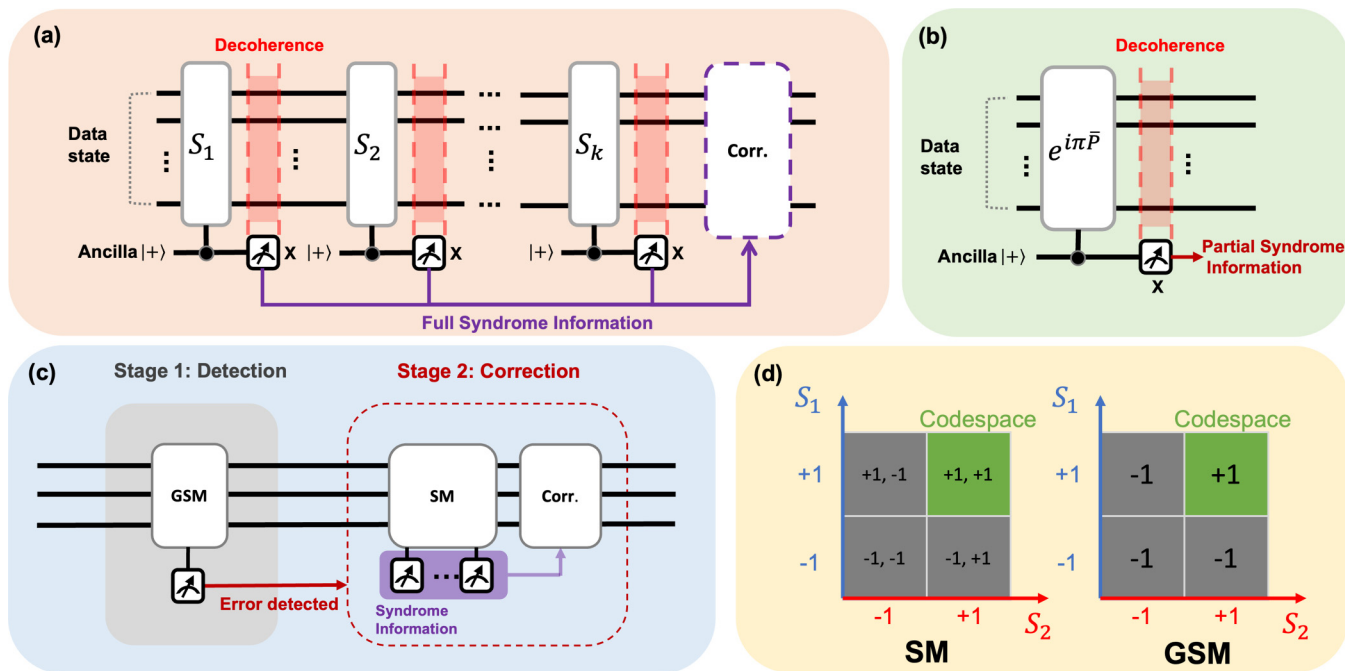 (a)
Decoherence
Data
state
S₁
S₂
Sₖ
...
...
...
Corr.
Ancilla |+⟩
X
|+⟩
X
|+⟩
X
Full Syndrome Information
(b)
Decoherence
Data
state
e^{iπP̄}
Ancilla |+⟩
X
Partial Syndrome
Information
(c)
Stage 1: Detection
Stage 2: Correction
GSM
SM
Corr.
...
Error detected
Syndrome
Information
(d)
S₁
Codespace
+1
+1, -1
+1, +1
-1
-1, -1
-1, +1
-1
+1
S₂
SM
S₁
Codespace
+1
-1
+1
-1
-1
-1
-1
+1
S₂
GSM